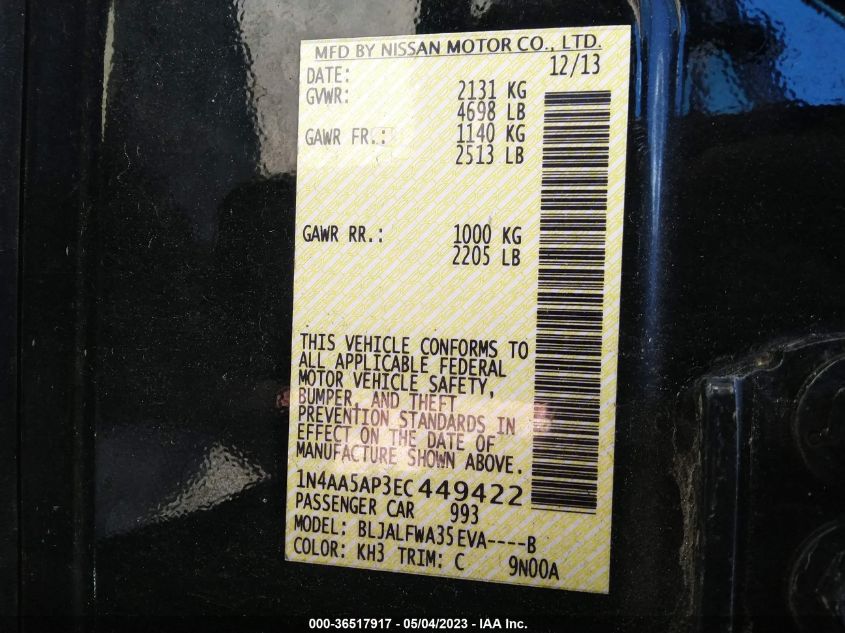 MFD BY NISSAN MOTOR CO., LTD.
DATE: 12/13
GVWR: 2131 KG
4698 LB
GAWR FR.: 1140 KG
2513 LB
GAWR RR.: 1000 KG
2205 LB
THIS VEHICLE CONFORMS TO
ALL APPLICABLE FEDERAL
MOTOR VEHICLE SAFETY,
BUMPER, AND THEFT
PREVENTION STANDARDS IN
EFFECT ON THE DATE OF
MANUFACTURE SHOWN ABOVE.
1N4AA5AP3EC449422
PASSENGER CAR 993
MODEL: BLJALFWA35EVA----B
COLOR: KH3 TRIM: C 9N00A
000-36517917 - 05/04/2023 - IAA Inc.